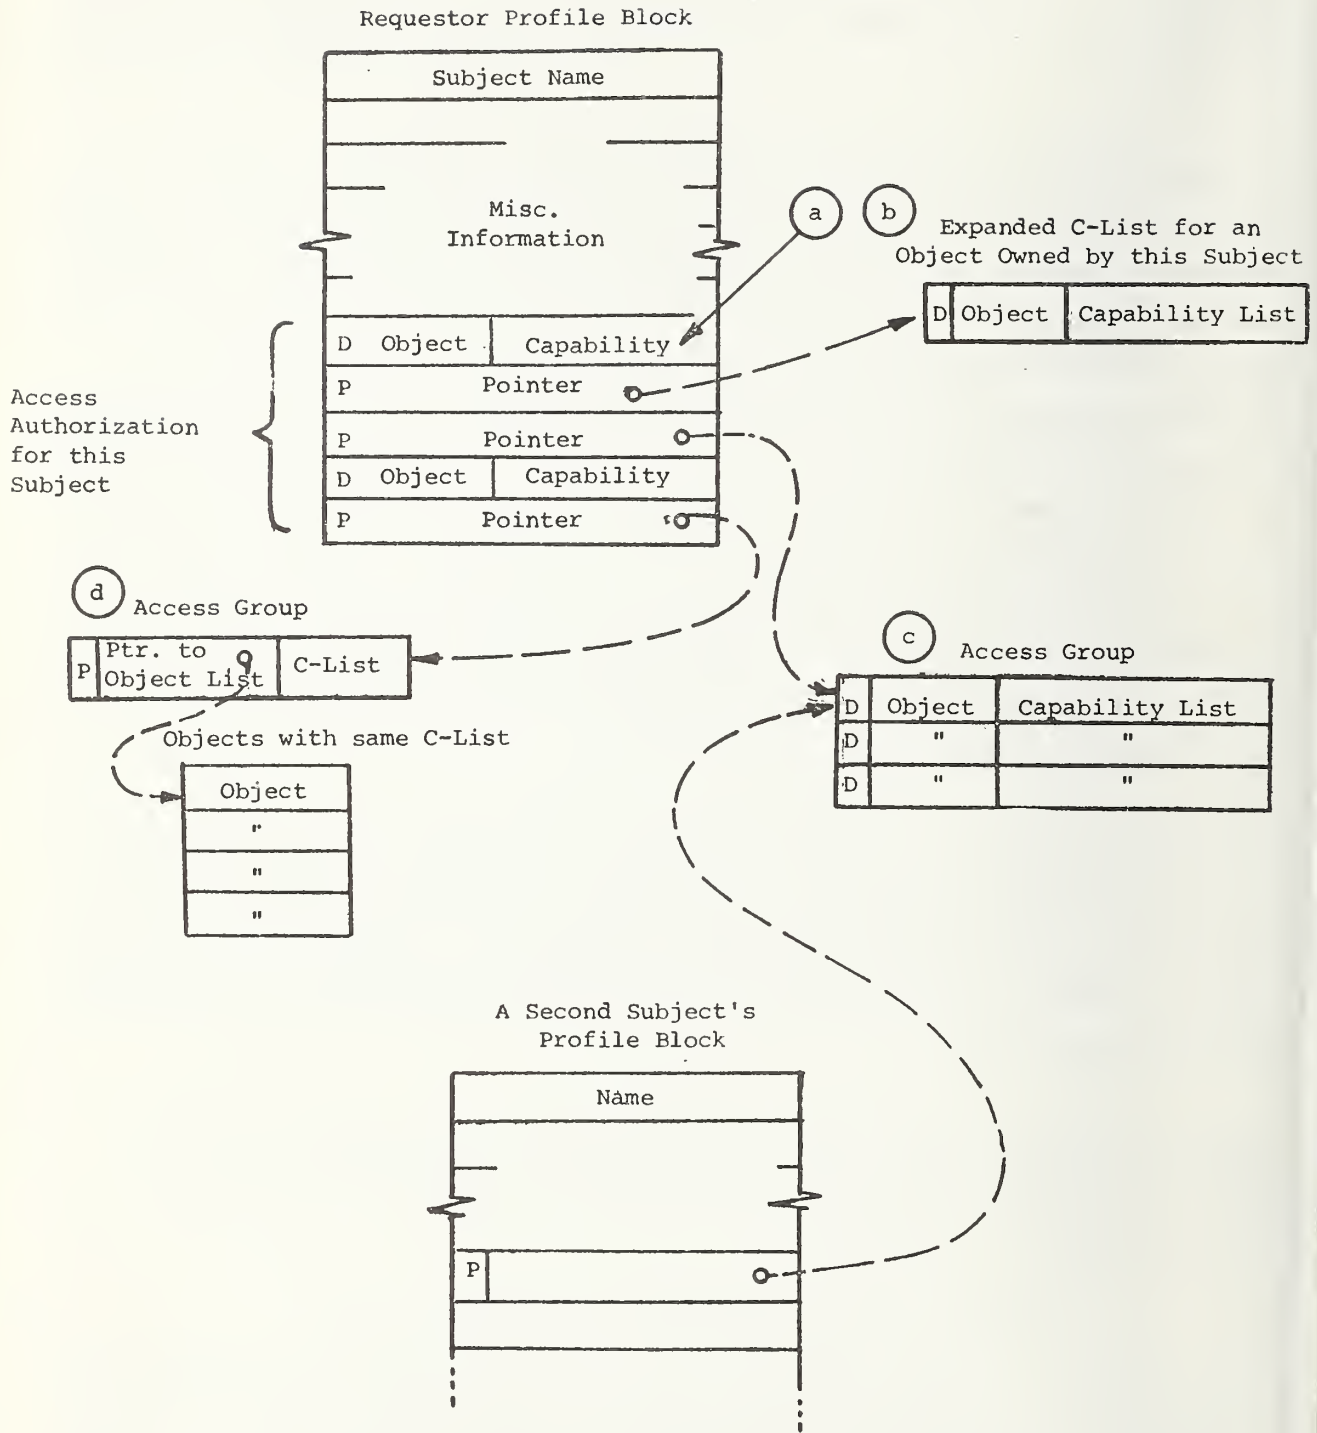 Requestor Profile Block
Subject Name
Misc.
Information
a
b
Expanded C-List for an
Object Owned by this Subject
D Object Capability List
D Object Capability
P Pointer
P Pointer
D Object Capability
P Pointer
Access
Authorization
for this
Subject
d
Access Group
P
Ptr. to
Object List
C-List
Objects with same C-List
Object
"
"
"
c
Access Group
D Object Capability List
D " "
D " "
A Second Subject's
Profile Block
Name
P